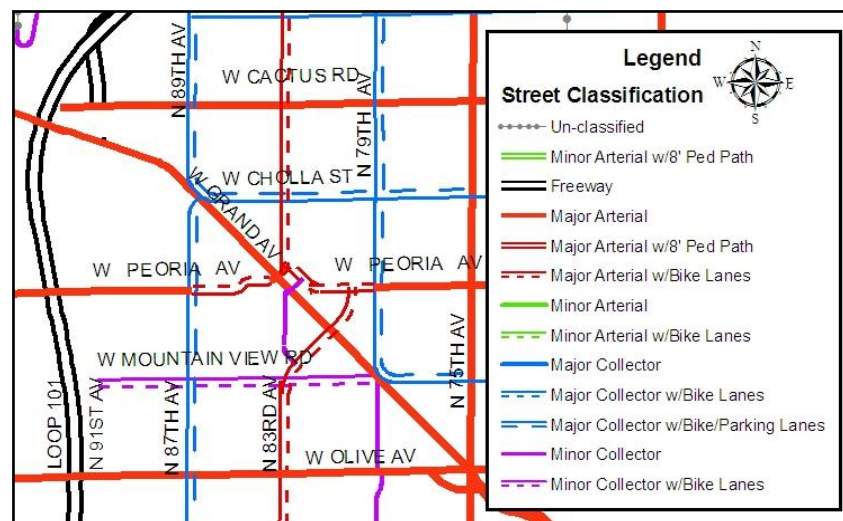 N 89TH AV
W CACTUS RD
N 79TH AV
W CHOLLA ST
W GRAND AV
W PEORIA AV
W PEORIA AV
W MOUNTAIN VIEW RD
LOOP 101
N 91ST AV
N 87TH AV
N 83RD AV
N 75TH AV
W OLIVE AV
Legend
N
W E
S
Street Classification
Un-classified
Minor Arterial w/8' Ped Path
Freeway
Major Arterial
Major Arterial w/8' Ped Path
Major Arterial w/Bike Lanes
Minor Arterial
Minor Arterial w/Bike Lanes
Major Collector
Major Collector w/Bike Lanes
Major Collector w/Bike/Parking Lanes
Minor Collector
Minor Collector w/Bike Lanes